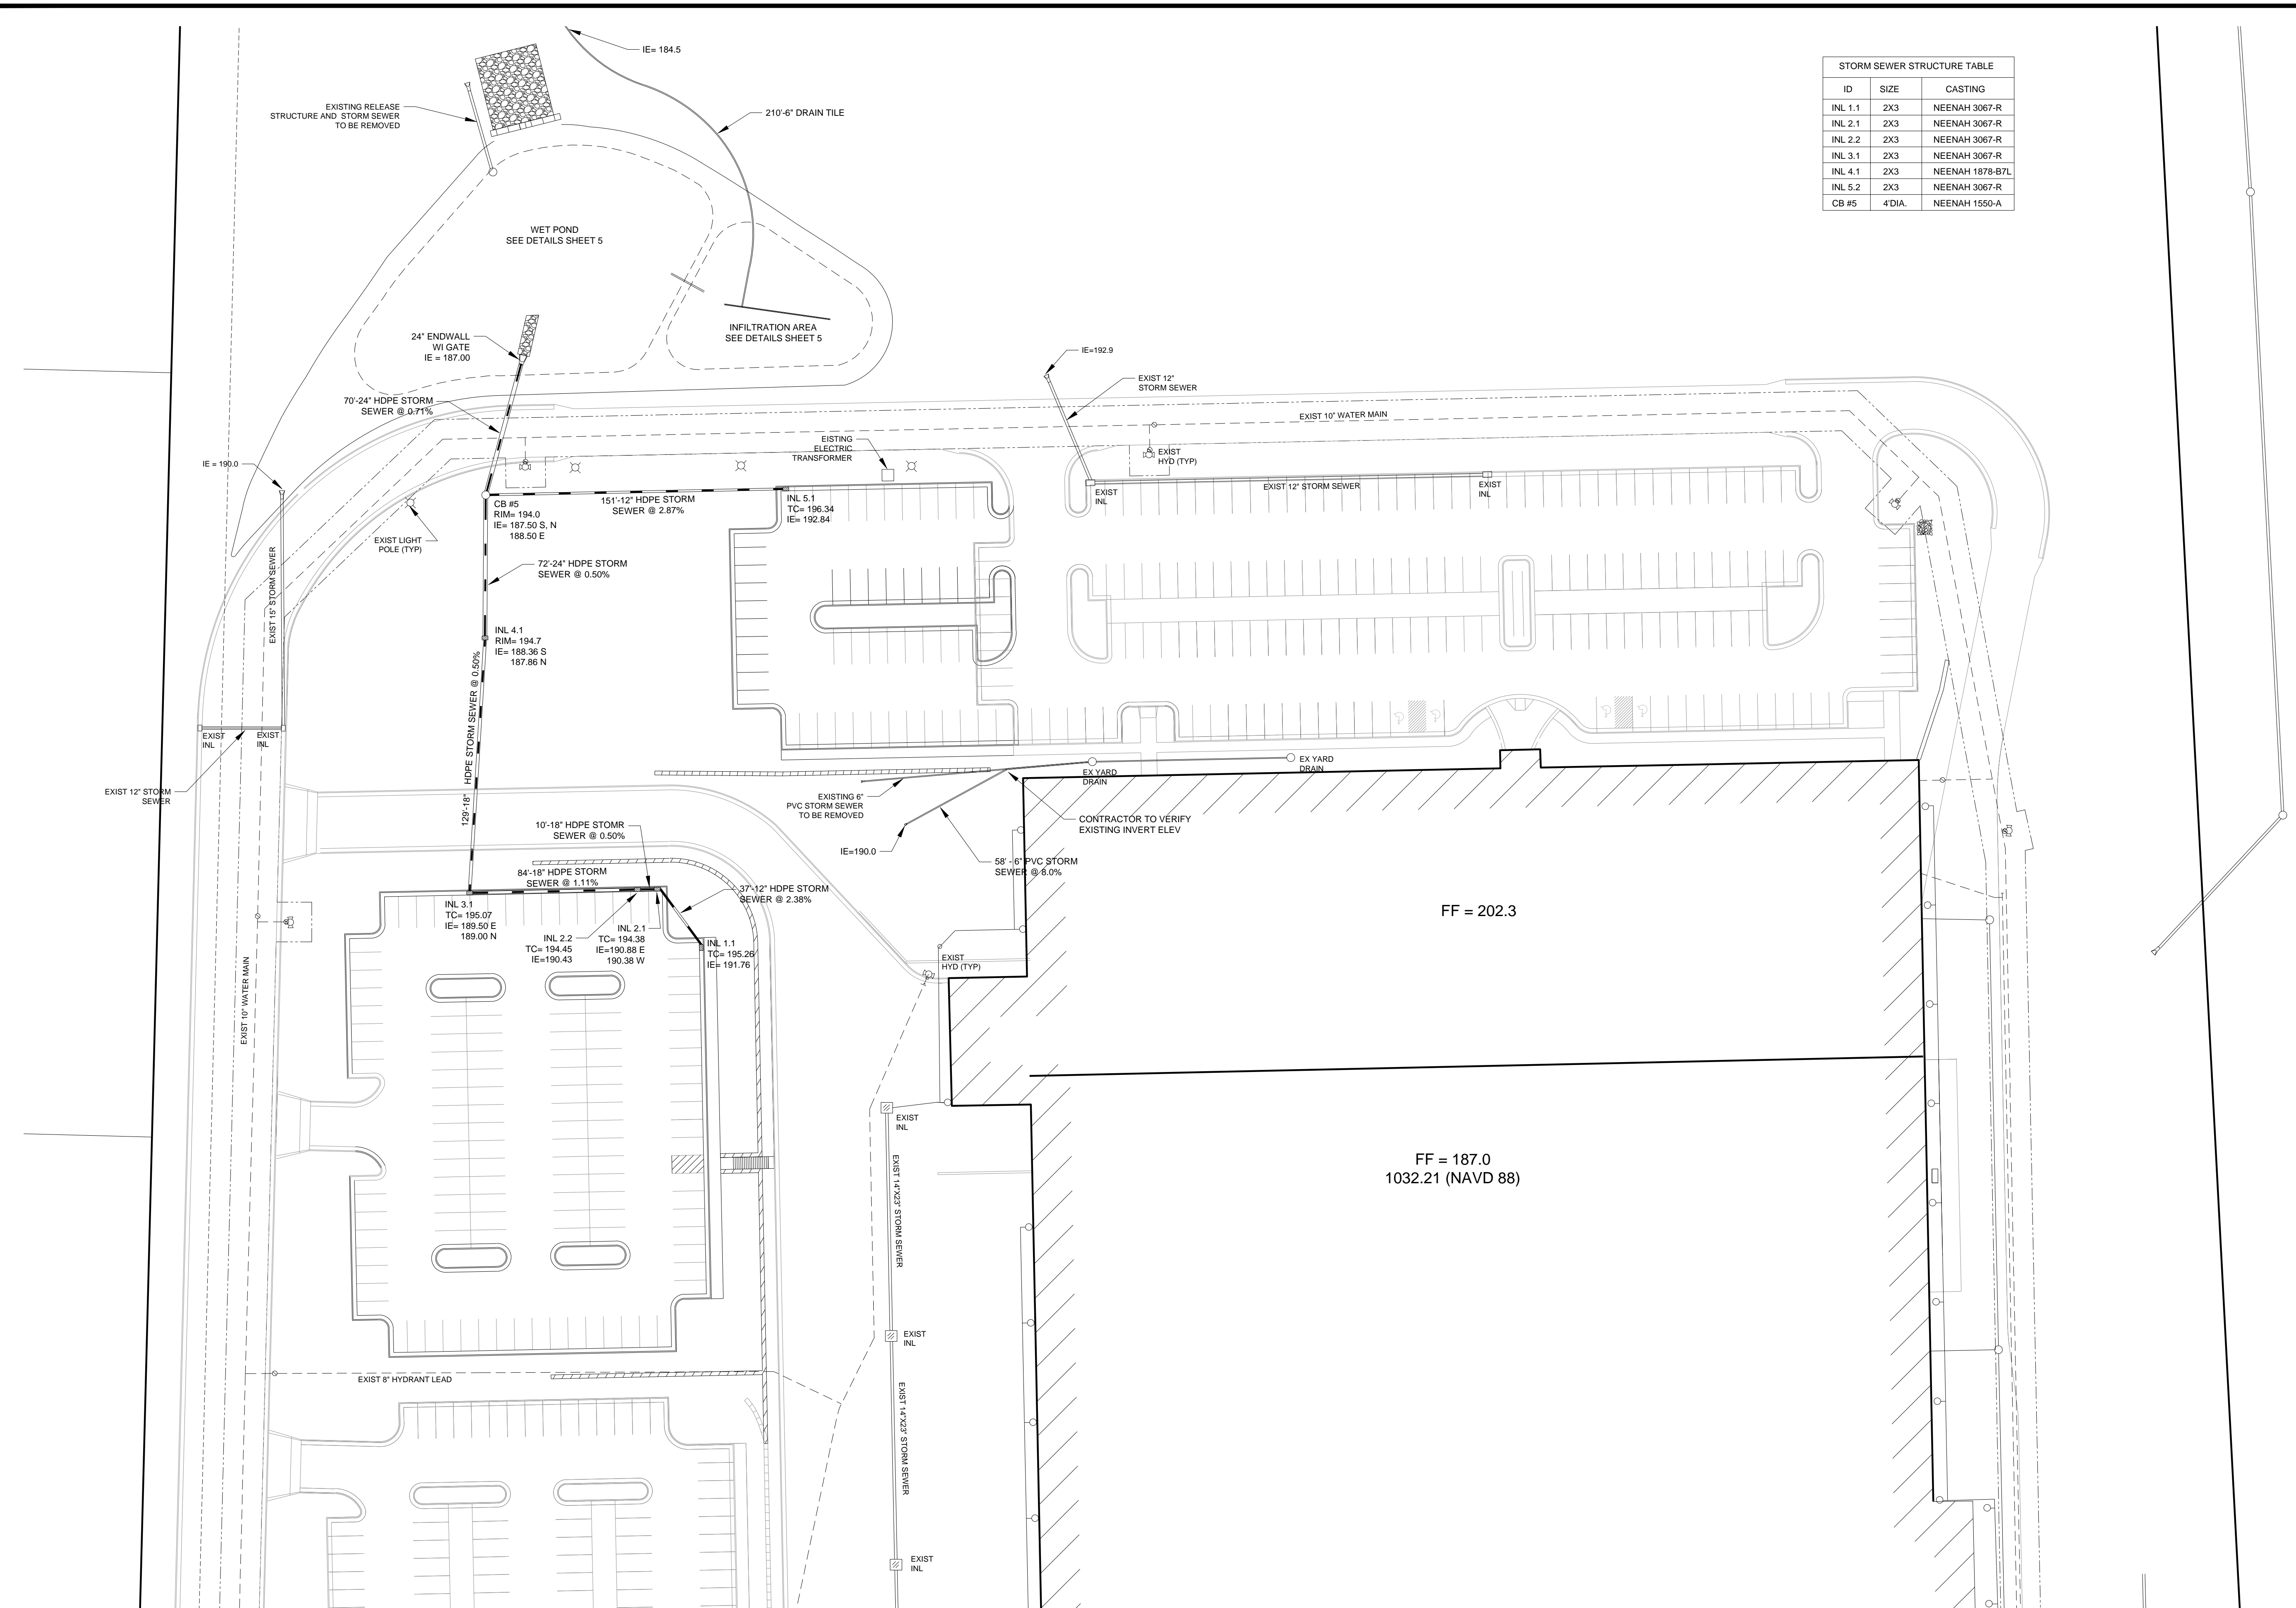 IE= 184.5
EXISTING RELEASE
STRUCTURE AND STORM SEWER
TO BE REMOVED
210'-6" DRAIN TILE
STORM SEWER STRUCTURE TABLE
ID SIZE CASTING
INL 1.1 2X3 NEENAH 3067-R
INL 2.1 2X3 NEENAH 3067-R
INL 2.2 2X3 NEENAH 3067-R
INL 3.1 2X3 NEENAH 3067-R
INL 4.1 2X3 NEENAH 1878-B7L
INL 5.2 2X3 NEENAH 3067-R
CB #5 4'DIA. NEENAH 1550-A
WET POND
SEE DETAILS SHEET 5
INFILTRATION AREA
SEE DETAILS SHEET 5
24" ENDWALL
WI GATE
IE = 187.00
IE=192.9
EXIST 12"
STORM SEWER
70'-24" HDPE STORM
SEWER @ 0.71%
EXIST 10" WATER MAIN
EISTING
ELECTRIC
TRANSFORMER
EXIST
HYD (TYP)
IE = 190.0
CB #5
RIM= 194.0
IE= 187.50 S, N
188.50 E
151'-12" HDPE STORM
SEWER @ 2.87%
INL 5.1
TC= 196.34
IE= 192.84
EXIST
INL
EXIST 12" STORM SEWER
EXIST
INL
EXIST LIGHT
POLE (TYP)
72'-24" HDPE STORM
SEWER @ 0.50%
EXIST 15" STORM SEWER
INL 4.1
RIM= 194.7
IE= 188.36 S
187.86 N
129'-18" HDPE STORM SEWER @ 0.50%
EXIST
INL
EXIST
INL
EXIST 12" STORM
SEWER
EX YARD
DRAIN
EX YARD
DRAIN
EXISTING 6"
PVC STORM SEWER
TO BE REMOVED
CONTRACTOR TO VERIFY
EXISTING INVERT ELEV
10'-18" HDPE STOMR
SEWER @ 0.50%
IE=190.0
58' - 6" PVC STORM
SEWER @ 8.0%
84'-18" HDPE STORM
SEWER @ 1.11%
37'-12" HDPE STORM
SEWER @ 2.38%
INL 3.1
TC= 195.07
IE= 189.50 E
189.00 N
INL 2.2
TC= 194.45
IE=190.43
INL 2.1
TC= 194.38
IE=190.88 E
190.38 W
INL 1.1
TC= 195.26
IE= 191.76
FF = 202.3
EXIST
HYD (TYP)
EXIST 10" WATER MAIN
EXIST
INL
FF = 187.0
1032.21 (NAVD 88)
EXIST 14"X23" STORM SEWER
EXIST
INL
EXIST 8" HYDRANT LEAD
EXIST 14"X23" STORM SEWER
EXIST
INL